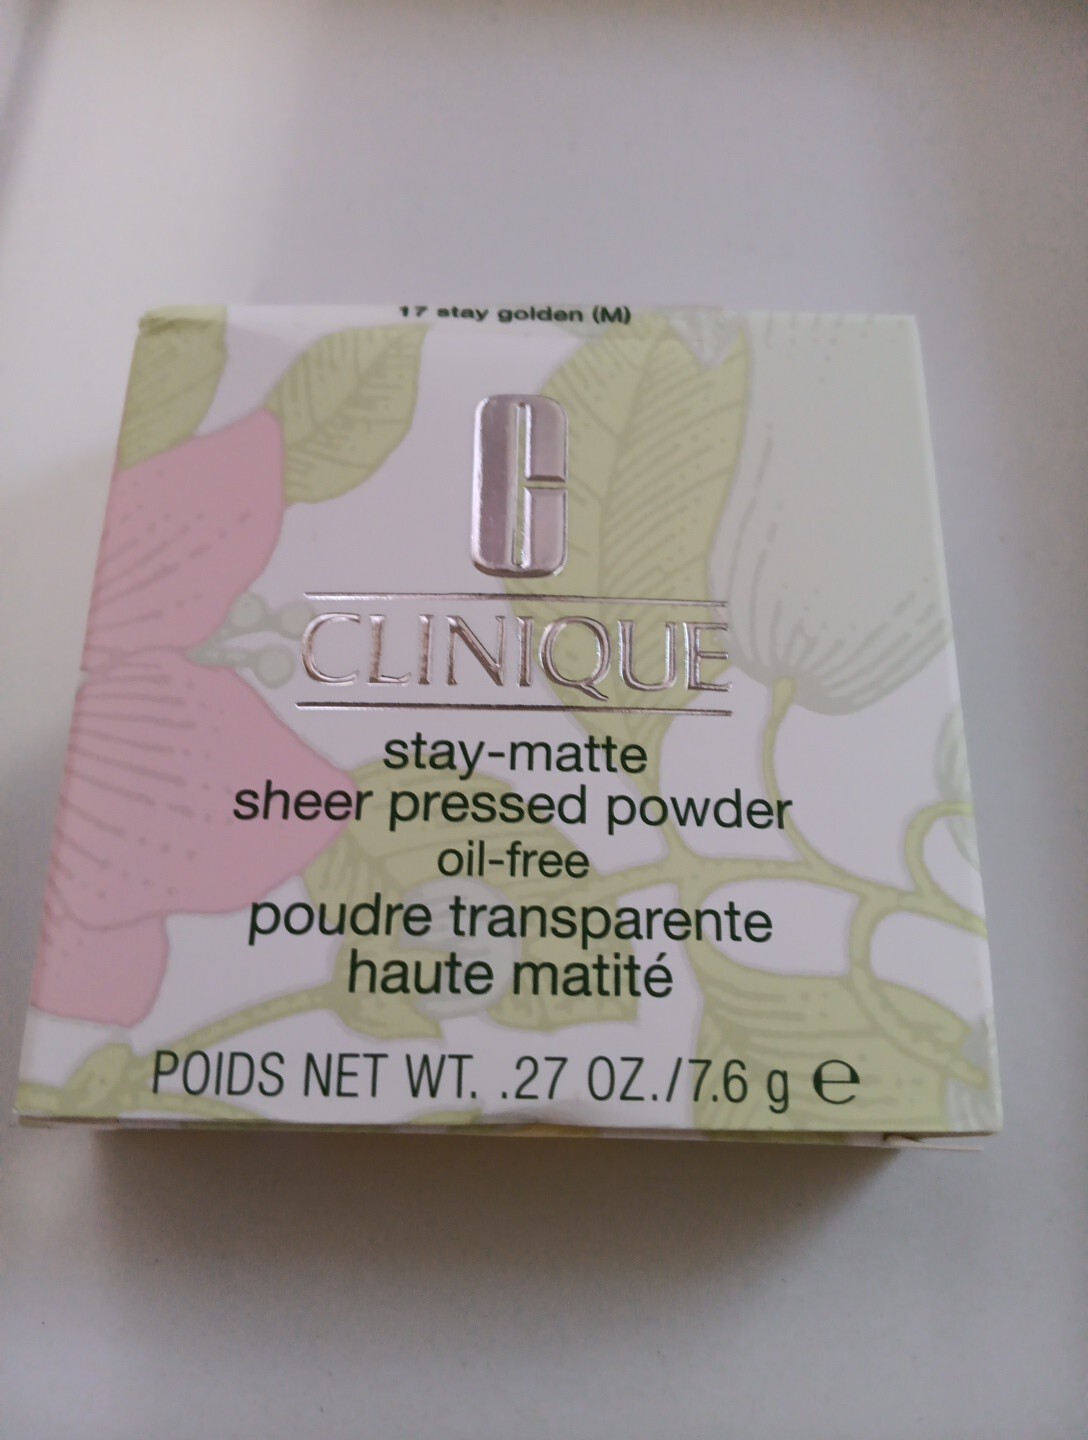 17 stay golden (M)
CLINIQUE
stay-matte
sheer pressed powder
oil-free
poudre transparente
haute matité
POIDS NET WT. .27 OZ./7.6 g ℮